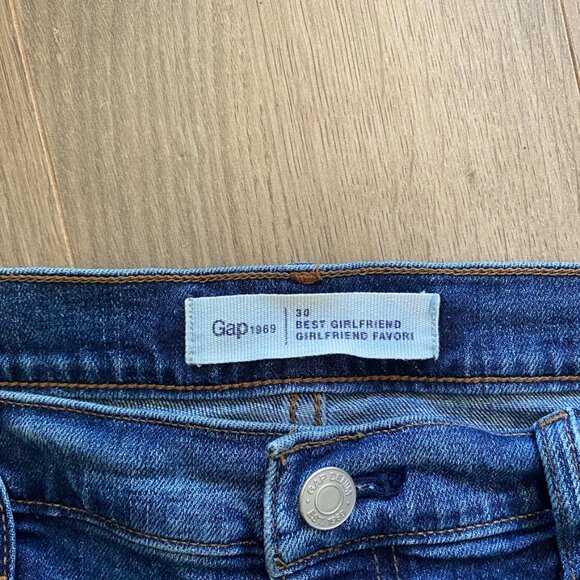 Gap 1969
30
BEST GIRLFRIEND
GIRLFRIEND FAVORI
GAP DENIM
EST 1969